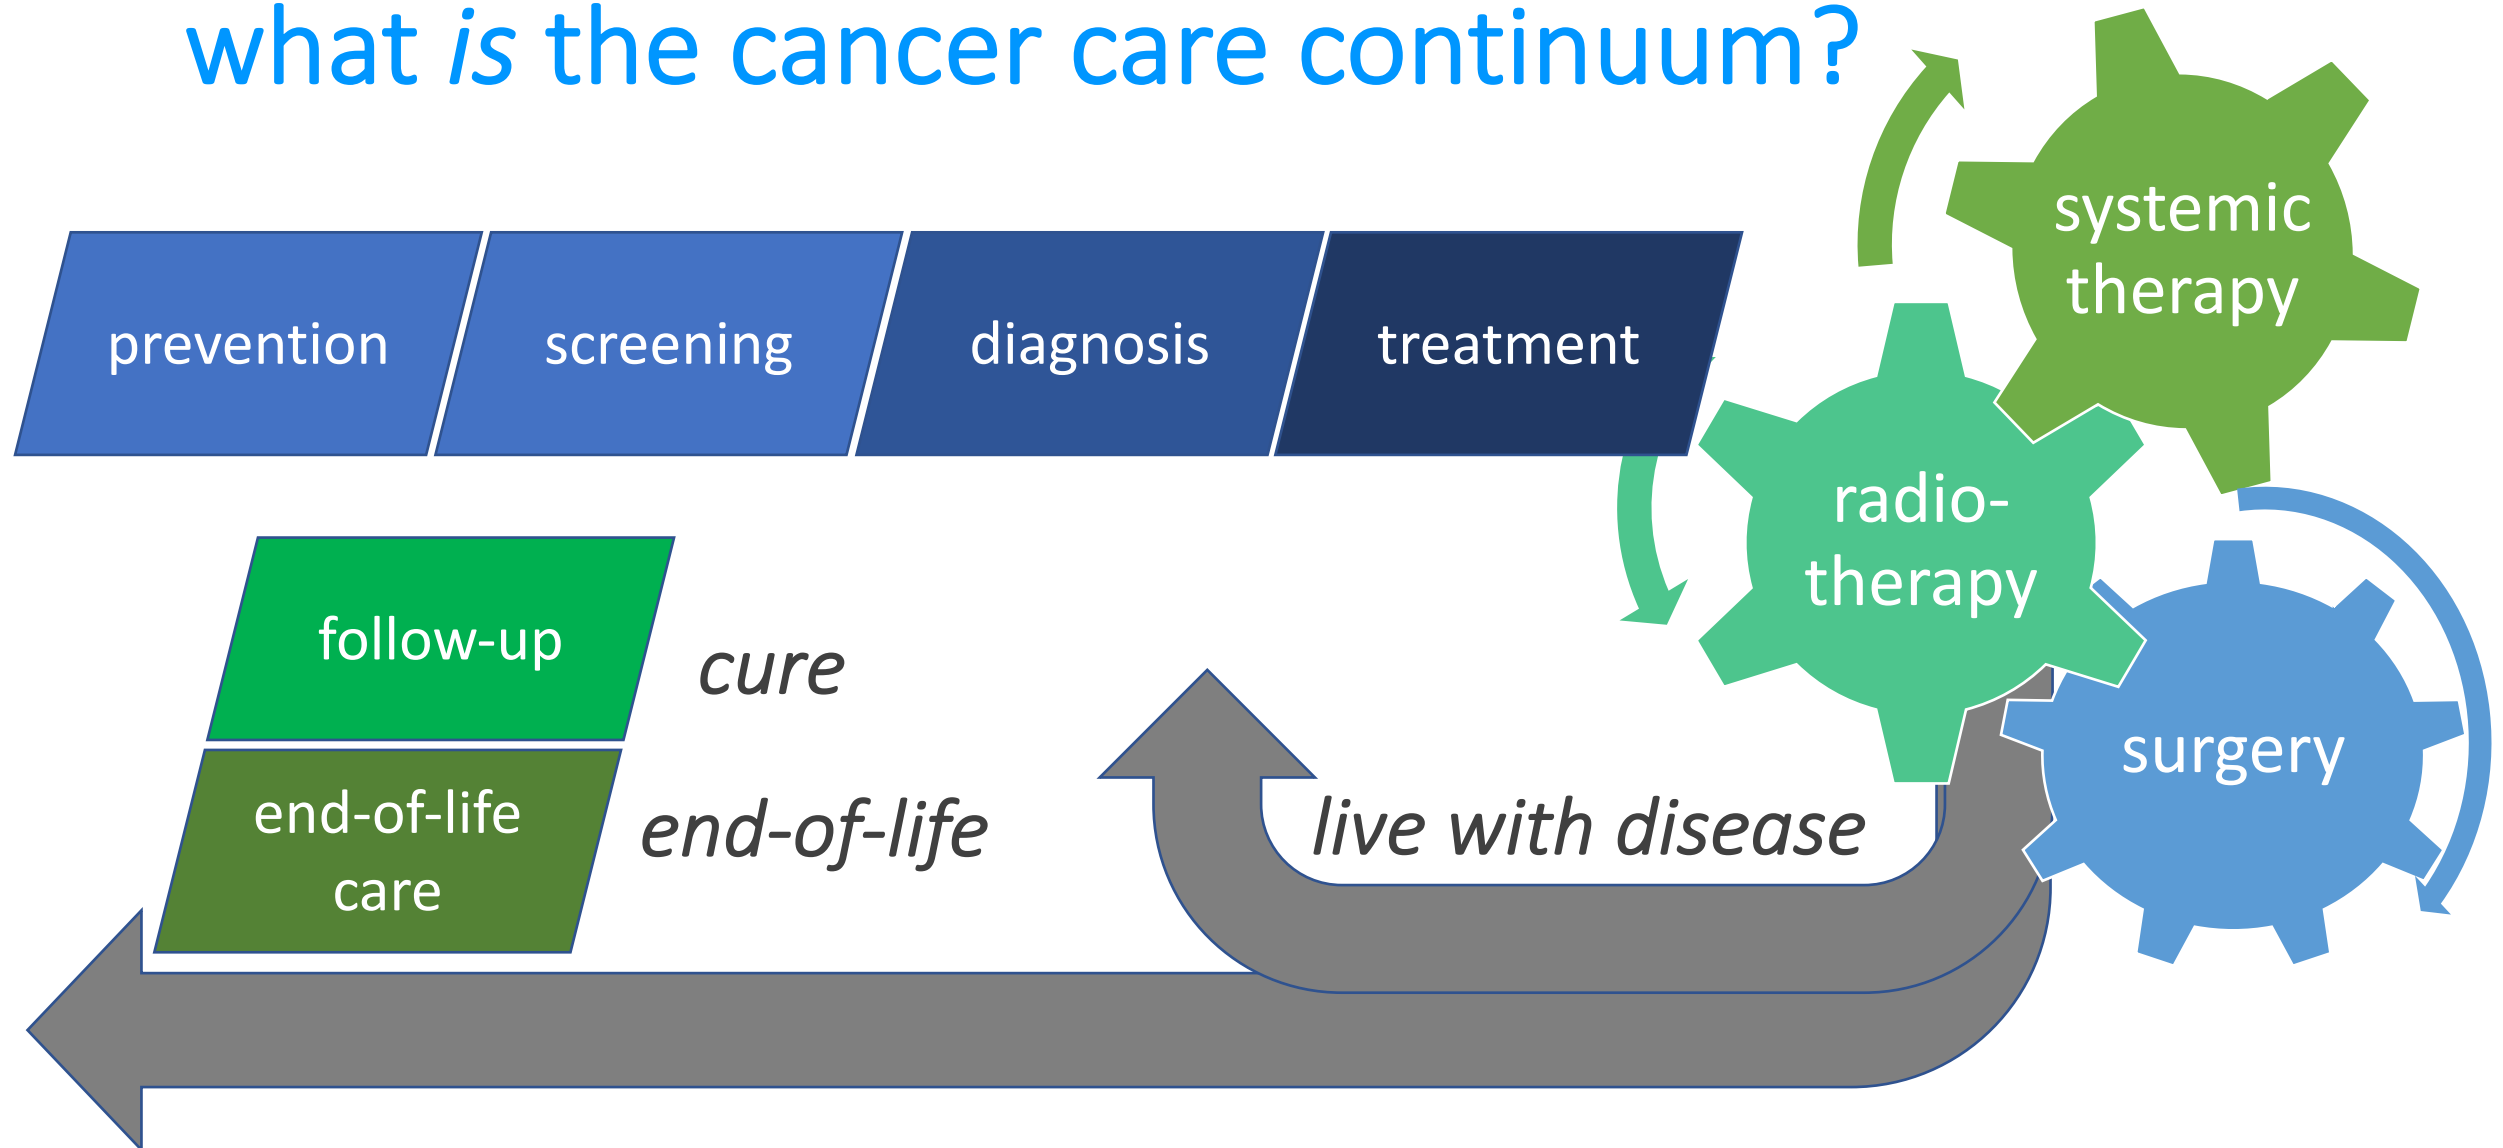 what is the cancer care continuum?
prevention
screening
diagnosis
treatment
systemic
therapy
radio-
therapy
surgery
follow-up
end-of-life
care
cure
end-of-life
live with disease